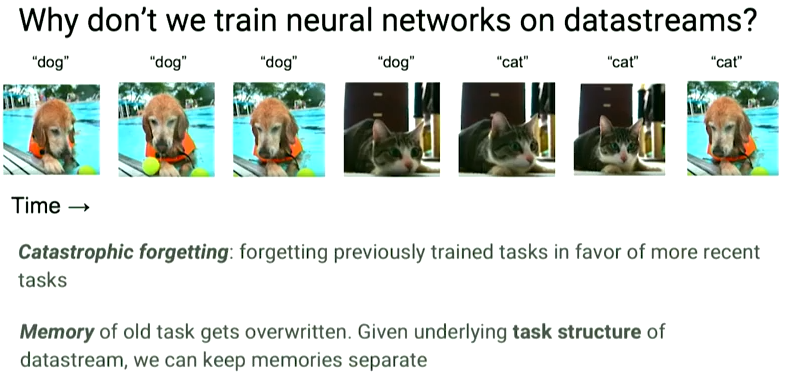 Why don’t we train neural networks on datastreams?
“dog” “dog” “dog” “dog” “cat” “cat” “cat”
Time →
Catastrophic forgetting: forgetting previously trained tasks in favor of more recent
tasks
Memory of old task gets overwritten. Given underlying task structure of
datastream, we can keep memories separate